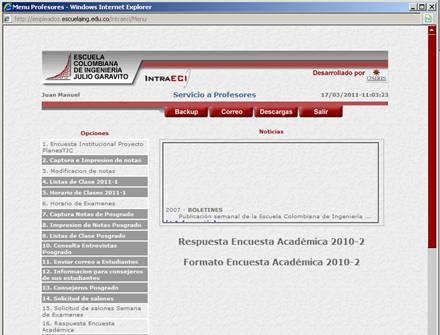 Menu Profesores - Windows Internet Explorer
http://empleados.escuelaing.edu.co/intraeci/Menu
ESCUELA
COLOMBIANA
DE INGENIERÍA
JULIO GARAVITO
INTRAECI
Desarrollado por
OSIRIS
Juan Manuel
Servicio a Profesores
17/03/2011-11:03:23
Backup
Correo
Descargas
Salir
Opciones
Noticias
1. Encuesta Institucional Proyecto
PlanesTIC
2. Captura e Impresion de notas
3. Modificacion de notas
4. Listas de Clase 2011-1
5. Horario de Clases 2011-1
6. Horario de Examenes
7. Captura Notas de Posgrado
8. Impresion de Notas Posgrado
9. Listas de Clase Posgrado
10. Consulta Entrevistas
Posgrado
11. Enviar correo a Estudiantes
12. Informacion para consejeros
de sus estudiantes
13. Consejeros Posgrado
14. Solicitud de salones
15. Solicitud de salones Semana
de Examenes
16. Respuesta Encuesta
Académica
2007 - BOLETINES
Publicación semanal de la Escuela Colombiana de Ingeniería ...
Respuesta Encuesta Académica 2010-2
Formato Encuesta Académica 2010-2